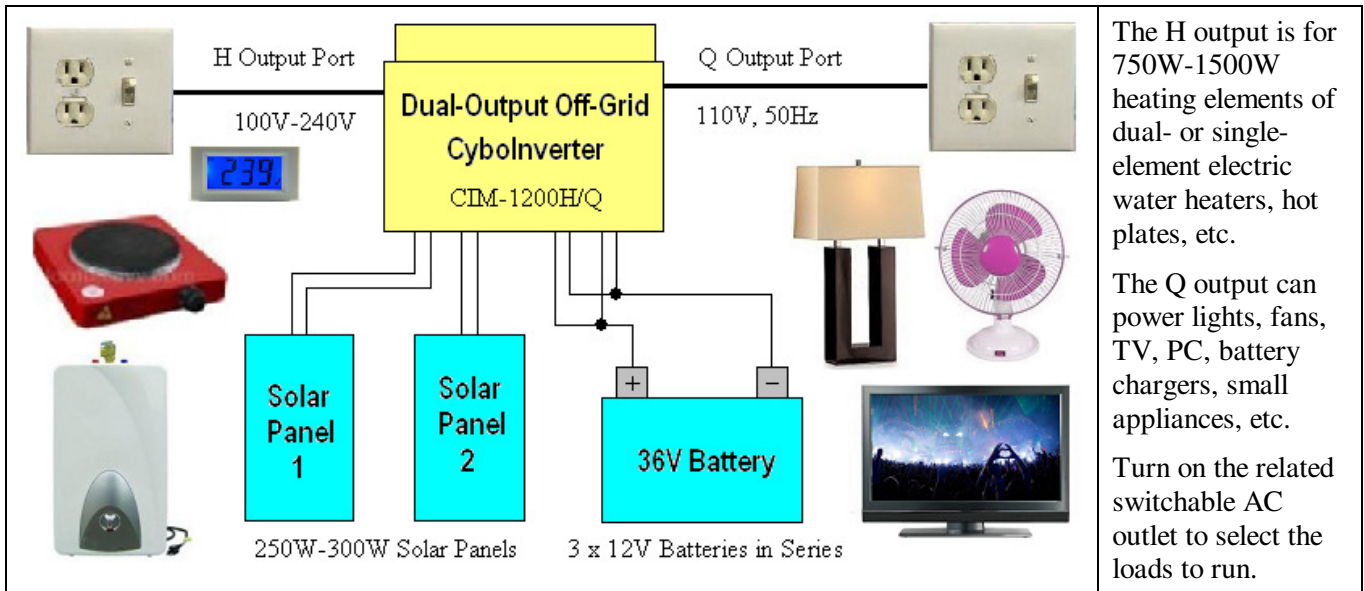 H Output Port
100V-240V
239.
Dual-Output Off-Grid
CyboInverter
CIM-1200H/Q
Q Output Port
110V, 50Hz
Solar
Panel
1
Solar
Panel
2
+
−
36V Battery
250W-300W Solar Panels
3 x 12V Batteries in Series
The H output is for
750W-1500W
heating elements of
dual- or single-
element electric
water heaters, hot
plates, etc.
The Q output can
power lights, fans,
TV, PC, battery
chargers, small
appliances, etc.
Turn on the related
switchable AC
outlet to select the
loads to run.